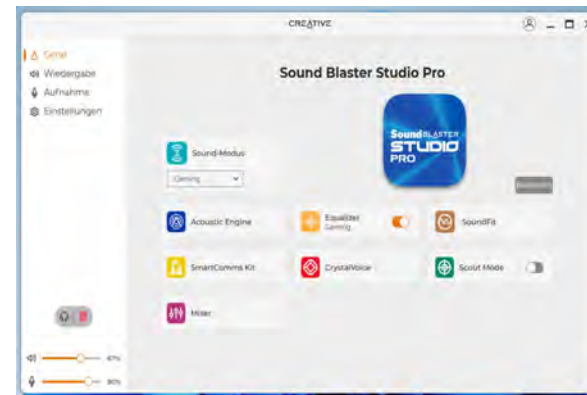 CREATIVE
Gerät
Wiedergabe
Aufnahme
Einstellungen
Sound Blaster Studio Pro
Sound BLASTER
STUDIO
PRO
Sound-Modus
Gaming
Acoustic Engine
Equalizer
Gaming
SoundFit
SmartComms Kit
CrystalVoice
Scout Mode
Mixer
67%
90%